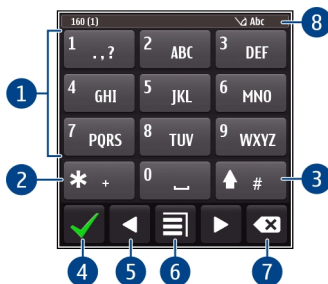 160 (1) Abc 8
1 .,? 2 ABC 3 DEF
1
4 GHI 5 JKL 6 MNO
7 PQRS 8 TUV 9 WXYZ
2 * + 0 # 3
4 5 6 7